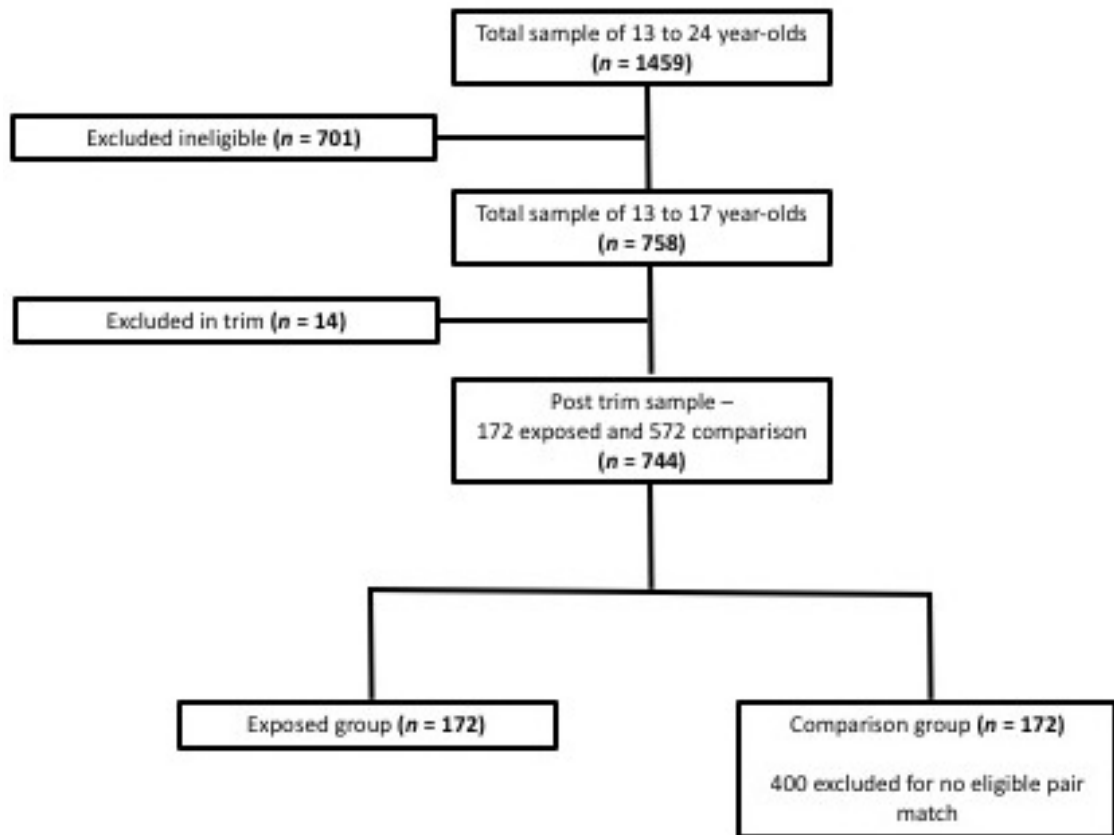 Total sample of 13 to 24 year-olds
(n = 1459)
Excluded ineligible (n = 701)
Total sample of 13 to 17 year-olds
(n = 758)
Excluded in trim (n = 14)
Post trim sample –
172 exposed and 572 comparison
(n = 744)
Exposed group (n = 172)
Comparison group (n = 172)
400 excluded for no eligible pair
match